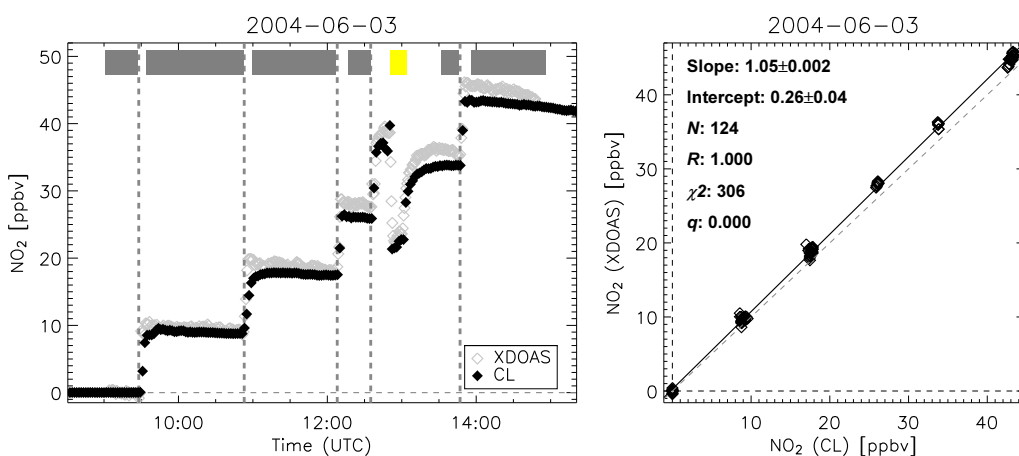 2004-06-03
50
40
30
20
10
0
NO2 [ppbv]
XDOAS
CL
10:00
12:00
14:00
Time (UTC)
2004-06-03
Slope: 1.05±0.002
Intercept: 0.26±0.04
N: 124
R: 1.000
χ2: 306
q: 0.000
40
30
20
10
0
NO2 (XDOAS) [ppbv]
0
10
20
30
40
NO2 (CL) [ppbv]